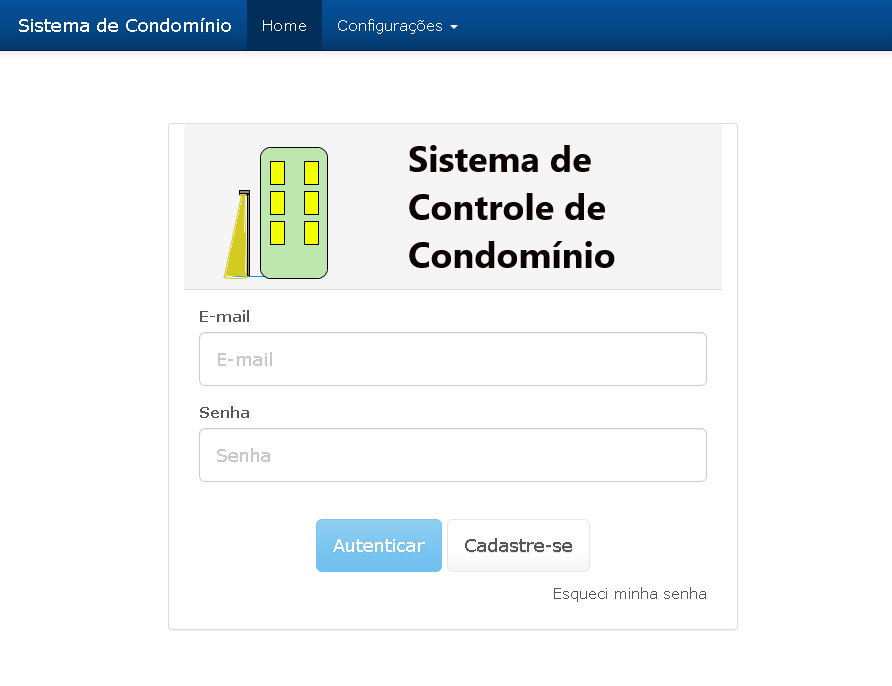 Sistema de Condomínio Home Configurações
Sistema de
Controle de
Condomínio
E-mail
E-mail
Senha
Senha
Autenticar Cadastre-se
Esqueci minha senha